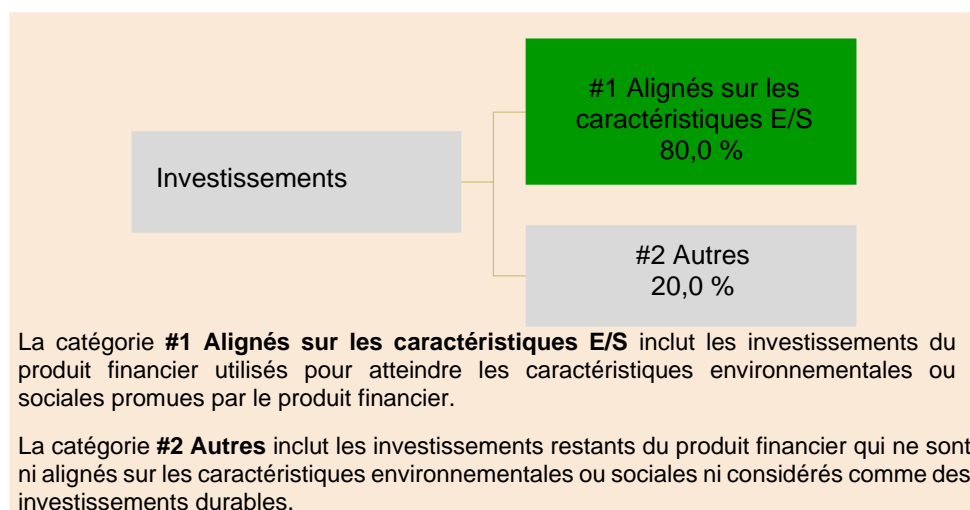 #1 Alignés sur les
caractéristiques E/S
80,0 %
Investissements
#2 Autres
20,0 %
La catégorie #1 Alignés sur les caractéristiques E/S inclut les investissements du
produit financier utilisés pour atteindre les caractéristiques environnementales ou
sociales promues par le produit financier.
La catégorie #2 Autres inclut les investissements restants du produit financier qui ne sont
ni alignés sur les caractéristiques environnementales ou sociales ni considérés comme des
investissements durables.